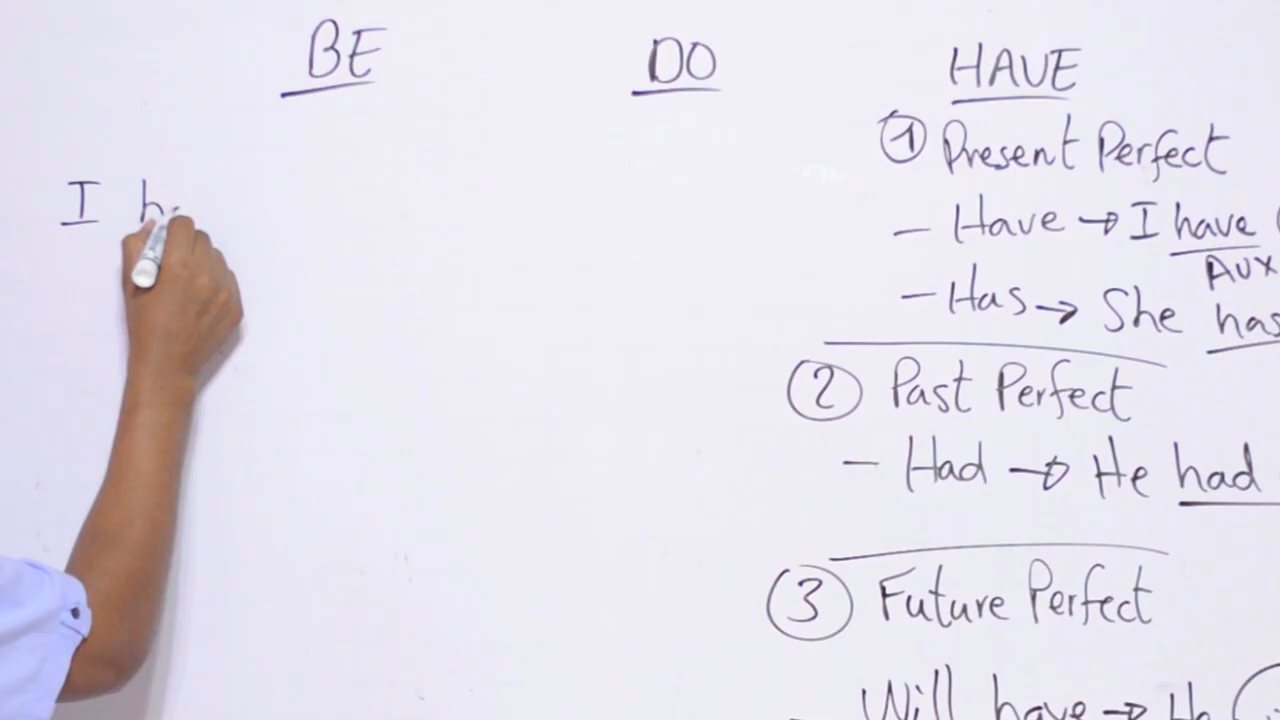 BE DO HAVE
① Present Perfect
I h
- Have → I have
AUX
- Has → She has
② Past Perfect
- Had → He had
③ Future Perfect
Will have → He